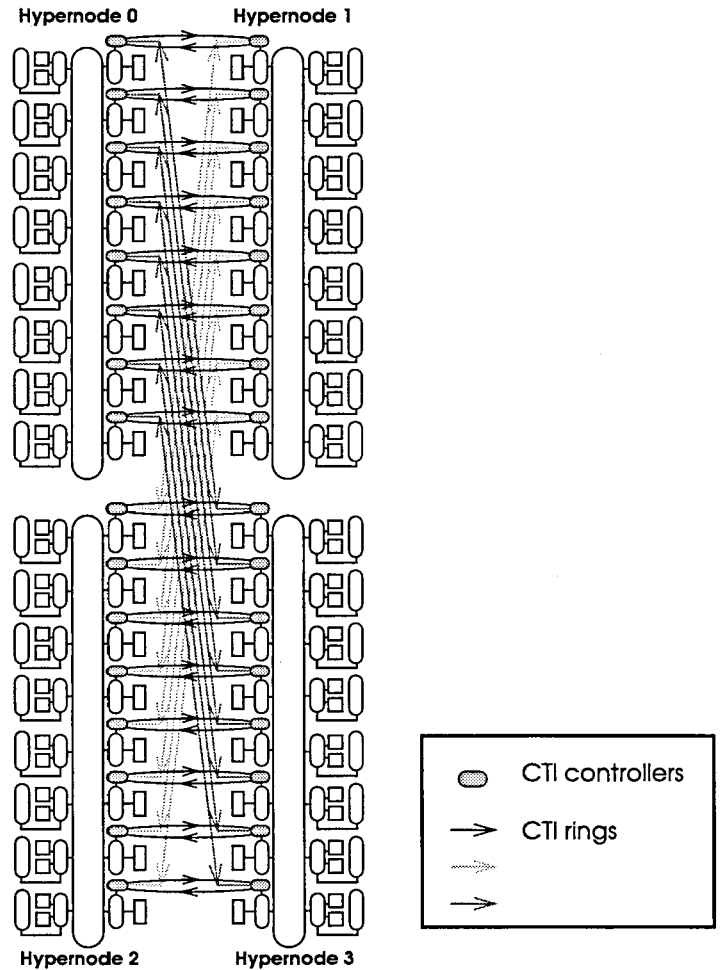 Hypernode 0
Hypernode 1
Hypernode 2
Hypernode 3
CTI controllers
CTI rings